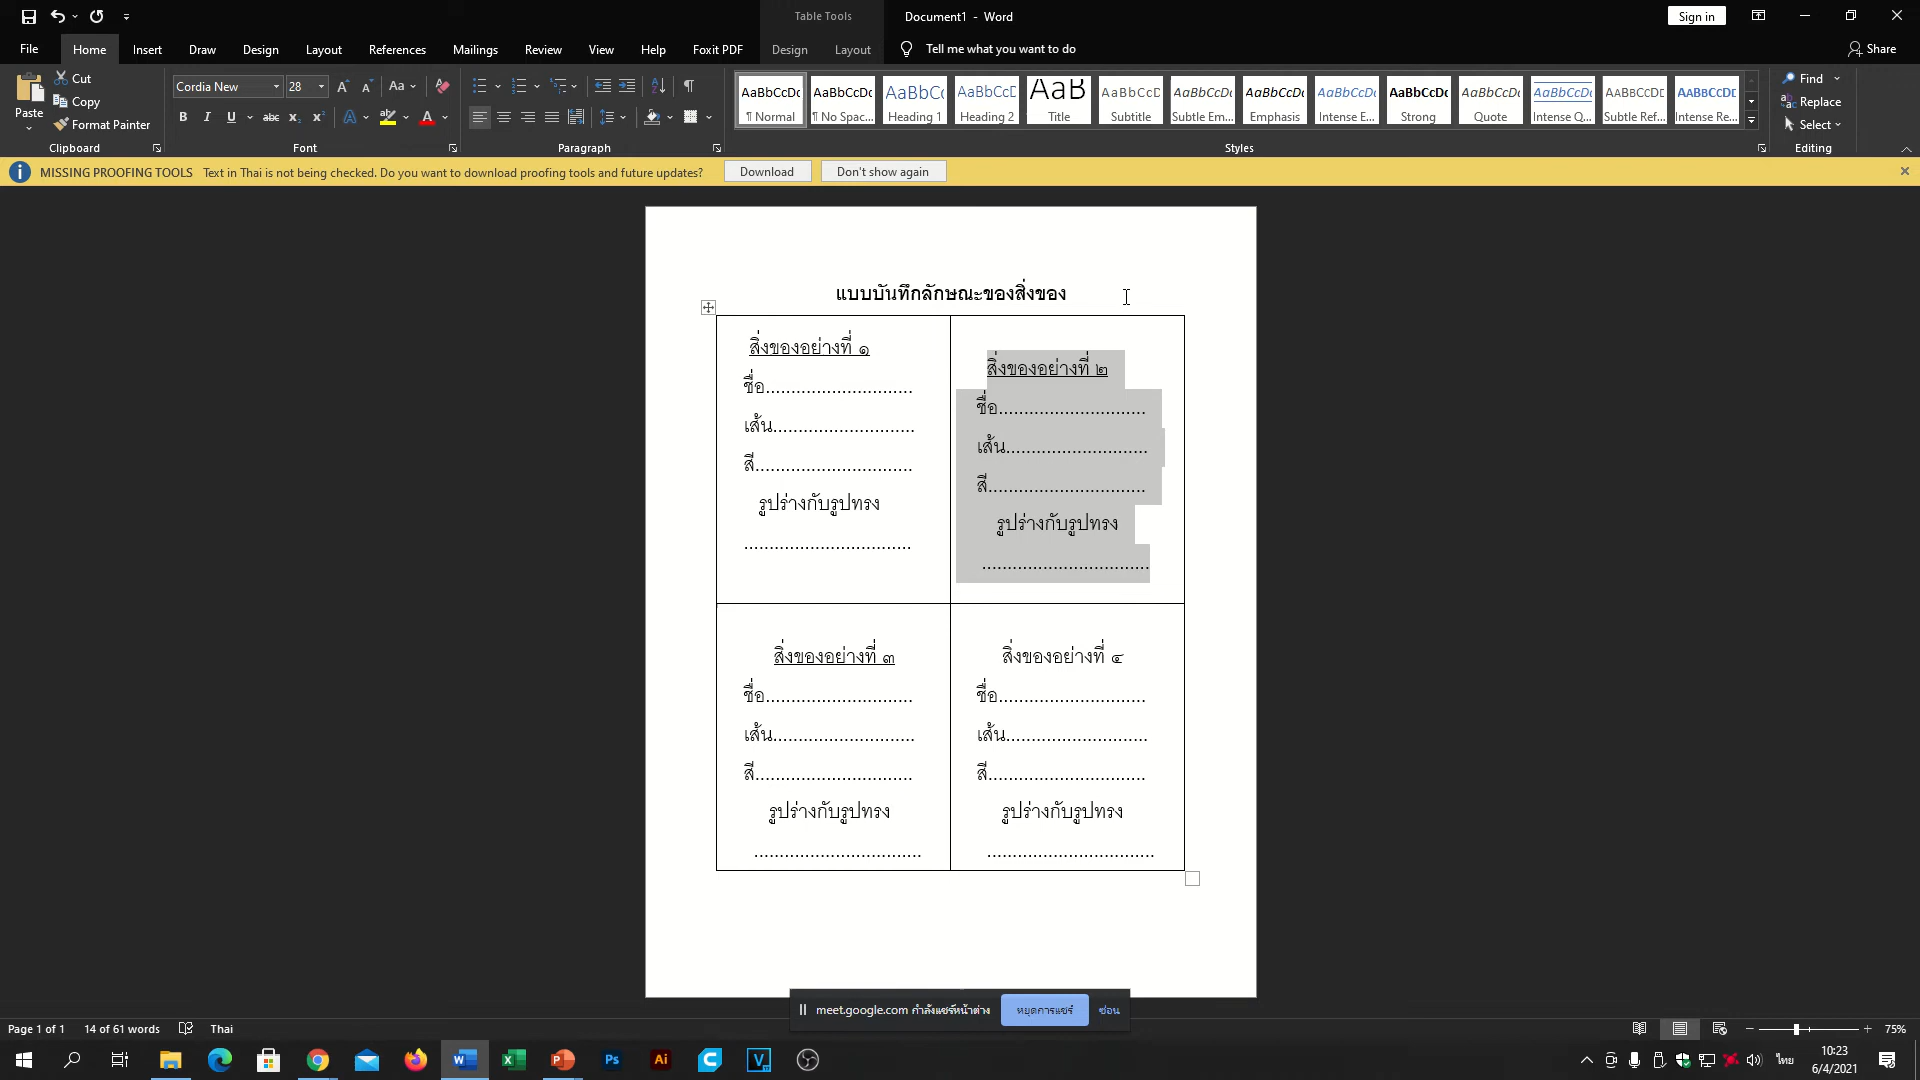 Table Tools
Document1 - Word
Sign in
File
Home
Insert
Draw
Design
Layout
References
Mailings
Review
View
Help
Foxit PDF
Design
Layout
Tell me what you want to do
Share
Paste
Cut
Copy
Format Painter
Clipboard
Cordia New
28
Font
Paragraph
AaBbCcDc
¶ Normal
AaBbCcDc
¶ No Spac...
AaBbCc
Heading 1
AaBbCcD
Heading 2
AaB
Title
AaBbCcD
Subtitle
AaBbCcDc
Subtle Em...
AaBbCcDc
Emphasis
AaBbCcDc
Intense E...
AaBbCcDc
Strong
AaBbCcDc
Quote
AaBbCcDc
Intense Q...
AABBCCDE
Subtle Ref...
AABBCCDE
Intense Re...
Styles
Find
Replace
Select
Editing
MISSING PROOFING TOOLS Text in Thai is not being checked. Do you want to download proofing tools and future updates?
Download
Don't show again
แบบบันทึกลักษณะของสิ่งของ
สิ่งของอย่างที่ ๑
ชื่อ.............................
เส้น............................
สี...............................
รูปร่างกับรูปทรง
.................................
สิ่งของอย่างที่ ๒
ชื่อ.............................
เส้น............................
สี...............................
รูปร่างกับรูปทรง
.................................
สิ่งของอย่างที่ ๓
ชื่อ.............................
เส้น............................
สี...............................
รูปร่างกับรูปทรง
.................................
สิ่งของอย่างที่ ๔
ชื่อ.............................
เส้น............................
สี...............................
รูปร่างกับรูปทรง
.................................
meet.google.com กำลังแชร์หน้าต่าง
หยุดการแชร์
ซ่อน
Page 1 of 1
14 of 61 words
Thai
75%
ไทย
10:23
6/4/2021